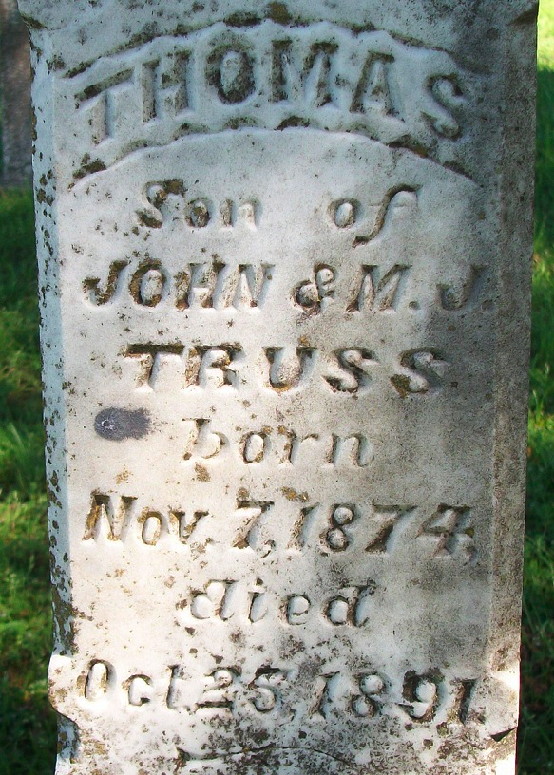 THOMAS
Son of
JOHN & M. J.
TRUSS
born
Nov. 7, 1874,
died
Oct 25, 1891.